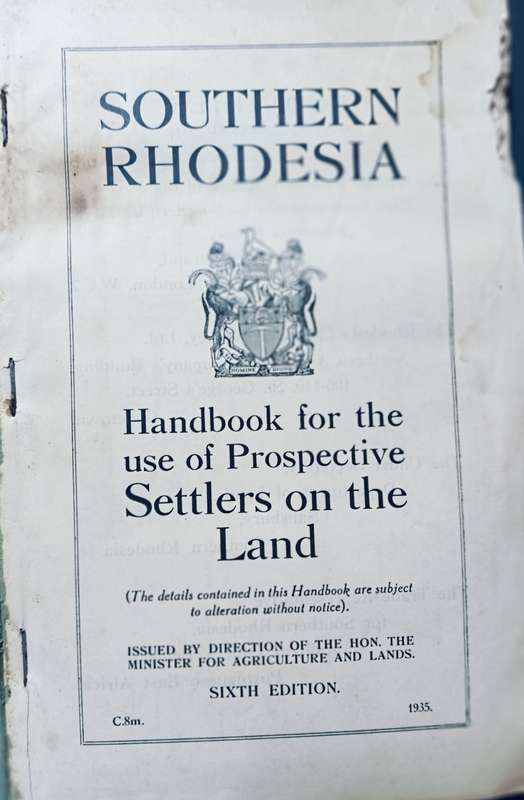 SOUTHERN
RHODESIA
Handbook for the
use of Prospective
Settlers on the
Land
(The details contained in this Handbook are subject
to alteration without notice).
ISSUED BY DIRECTION OF THE HON. THE
MINISTER FOR AGRICULTURE AND LANDS.
SIXTH EDITION.
C.8m.
1935.